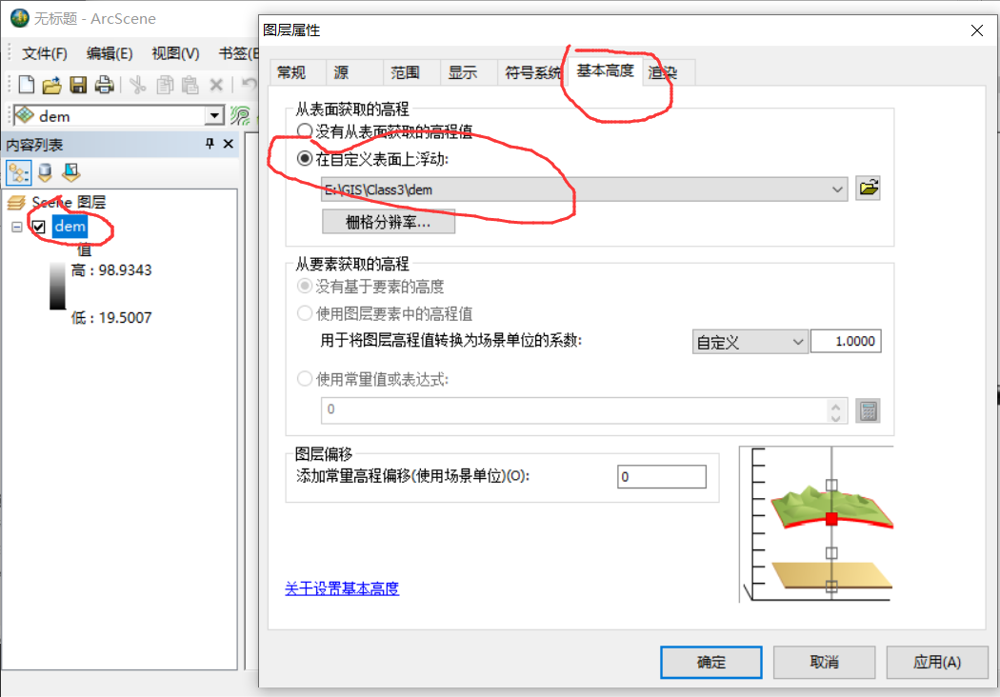 无标题 - ArcScene
文件(F) 编辑(E) 视图(V) 书签(E
dem
内容列表
Scene 图层
dem
值
高 : 98.9343
低 : 19.5007
图层属性
常规 源 范围 显示 符号系统 基本高度 渲染
从表面获取的高程
没有从表面获取的高程值
在自定义表面上浮动:
E:\GIS\Class3\dem
栅格分辨率...
从要素获取的高程
没有基于要素的高度
使用图层要素中的高程值
用于将图层高程值转换为场景单位的系数: 自定义 1.0000
使用常量值或表达式:
0
图层偏移
添加常量高程偏移(使用场景单位)(O): 0
关于设置基本高度
确定 取消 应用(A)